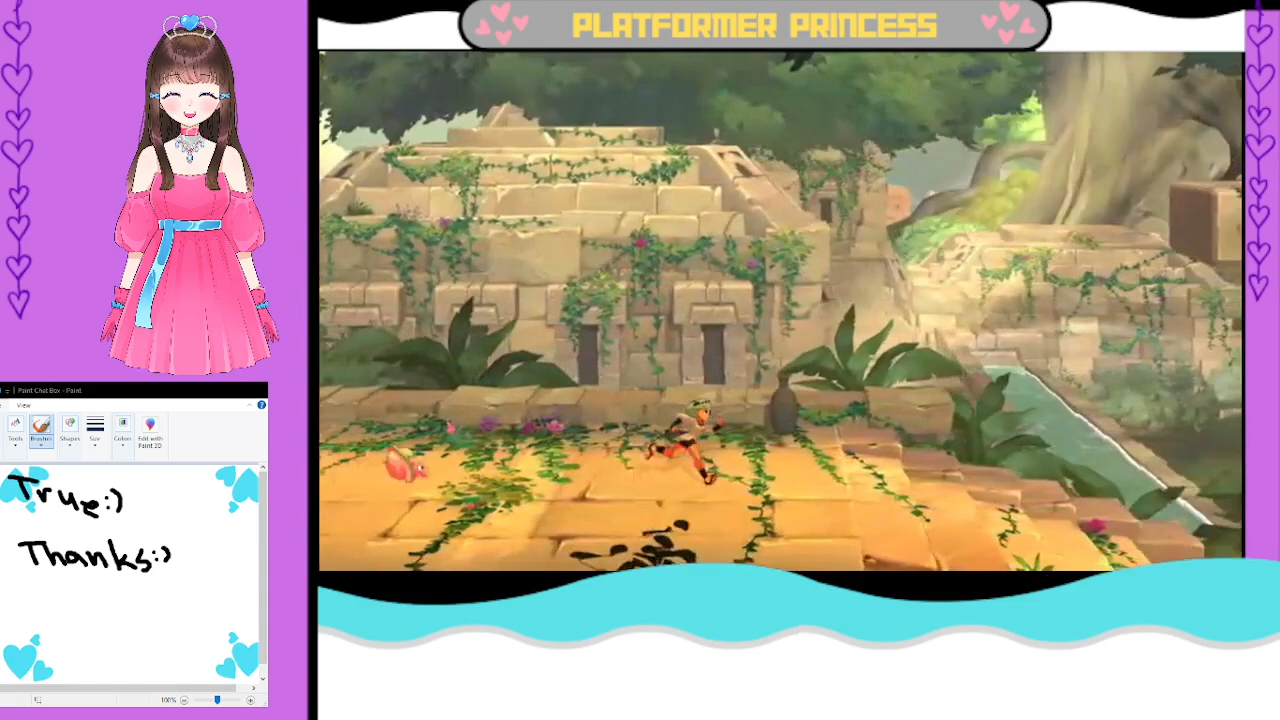 PLATFORMER PRINCESS
Paint Chat Box - Paint
View
Tools
Brushes
Shapes
Size
Colors
Edit with
Paint 3D
True:)
Thanks:)
100%